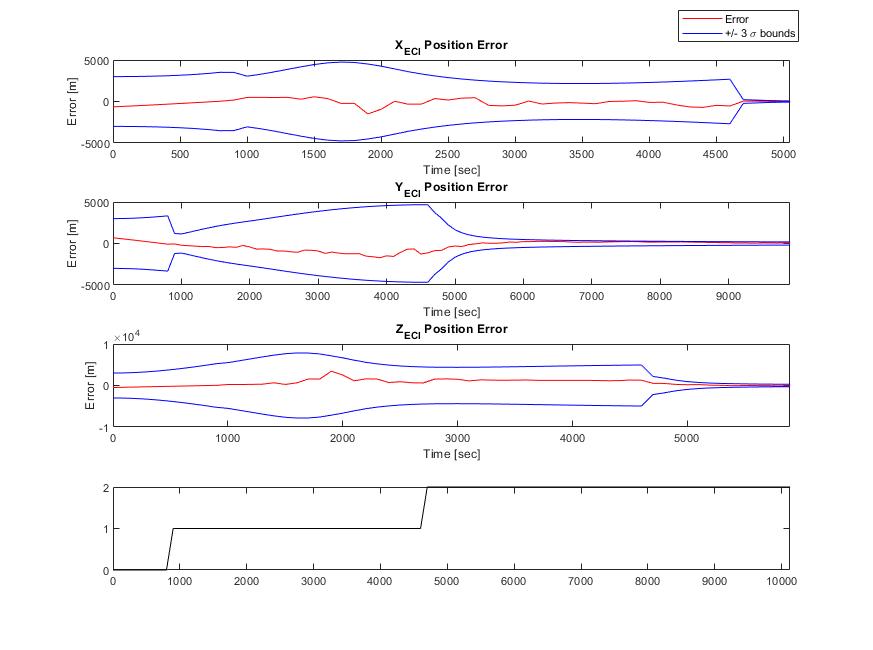 Error
+/- 3 σ bounds
X_ECI Position Error
5000
0
-5000
Error [m]
0 500 1000 1500 2000 2500 3000 3500 4000 4500 5000
Time [sec]
Y_ECI Position Error
5000
0
-5000
Error [m]
0 1000 2000 3000 4000 5000 6000 7000 8000 9000
Time [sec]
Z_ECI Position Error
×10^4
1
0
-1
Error [m]
0 1000 2000 3000 4000 5000
Time [sec]
2
1
0
0 1000 2000 3000 4000 5000 6000 7000 8000 9000 10000